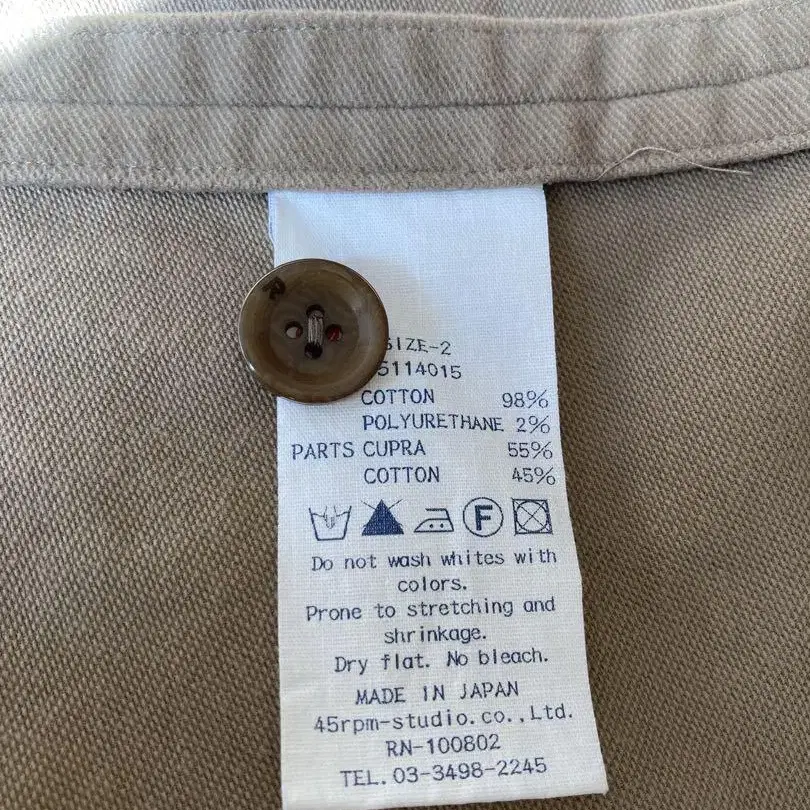 R
SIZE-2
5114015
COTTON 98%
POLYURETHANE 2%
PARTS CUPRA 55%
COTTON 45%
F
Do not wash whites with
colors.
Prone to stretching and
shrinkage.
Dry flat. No bleach.
MADE IN JAPAN
45rpm-studio.co.,Ltd.
RN-100802
TEL.03-3498-2245